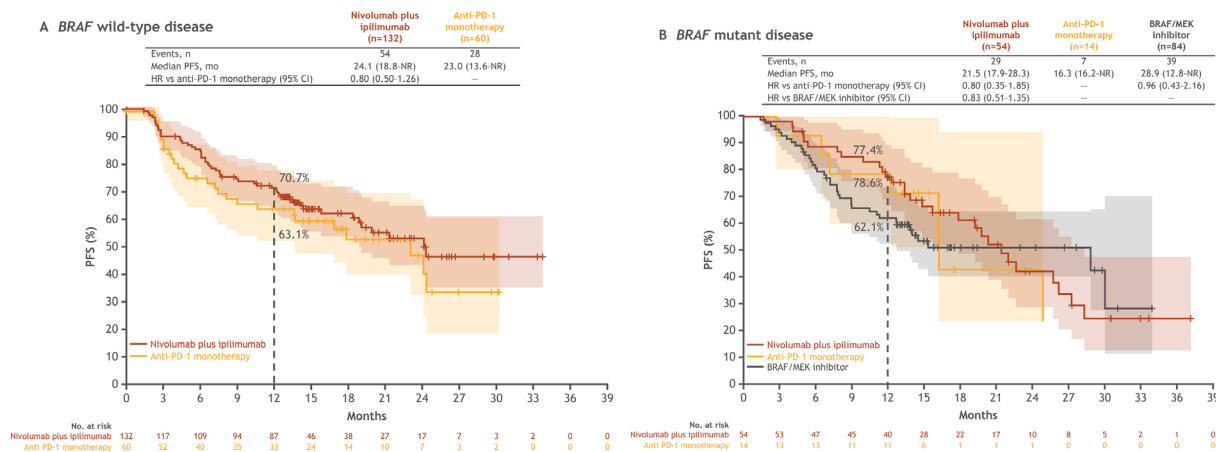 A BRAF wild-type disease
Nivolumab plus ipilimumab (n=132) Anti-PD-1 monotherapy (n=60)
Events, n 54 28
Median PFS, mo 24.1 (18.8-NR) 23.0 (13.6-NR)
HR vs anti-PD-1 monotherapy (95% CI) 0.80 (0.50-1.26) —
100
90
80
70
60
50
40
30
20
10
0
PFS (%)
70.7%
63.1%
Nivolumab plus ipilimumab
Anti-PD-1 monotherapy
0 3 6 9 12 15 18 21 24 27 30 33 36 39
Months
No. at risk
Nivolumab plus ipilimumab 132 117 109 94 87 46 38 27 17 7 3 2 0 0
Anti-PD-1 monotherapy 60 52 40 35 33 24 14 10 7 3 2 0 0 0
B BRAF mutant disease
Nivolumab plus ipilimumab (n=54) Anti-PD-1 monotherapy (n=14) BRAF/MEK inhibitor (n=84)
Events, n 29 7 39
Median PFS, mo 21.5 (17.9-28.3) 16.3 (16.2-NR) 28.9 (12.8-NR)
HR vs anti-PD-1 monotherapy (95% CI) 0.80 (0.35-1.85) — 0.96 (0.43-2.16)
HR vs BRAF/MEK inhibitor (95% CI) 0.83 (0.51-1.35) — —
100
90
80
70
60
50
40
30
20
10
0
PFS (%)
77.4%
78.6%
62.1%
Nivolumab plus ipilimumab
Anti-PD-1 monotherapy
BRAF/MEK inhibitor
0 3 6 9 12 15 18 21 24 27 30 33 36 39
Months
No. at risk
Nivolumab plus ipilimumab 54 53 47 45 40 28 22 17 10 8 5 2 1 0
Anti-PD-1 monotherapy 14 13 13 11 11 6 1 1 1 0 0 0 0 0